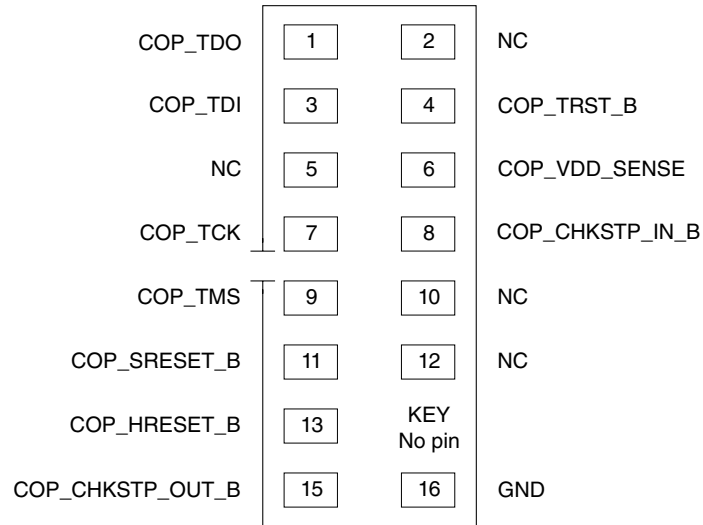 COP_TDO 1 2 NC
COP_TDI 3 4 COP_TRST_B
NC 5 6 COP_VDD_SENSE
COP_TCK 7 8 COP_CHKSTP_IN_B
COP_TMS 9 10 NC
COP_SRESET_B 11 12 NC
COP_HRESET_B 13 KEY
No pin
COP_CHKSTP_OUT_B 15 16 GND